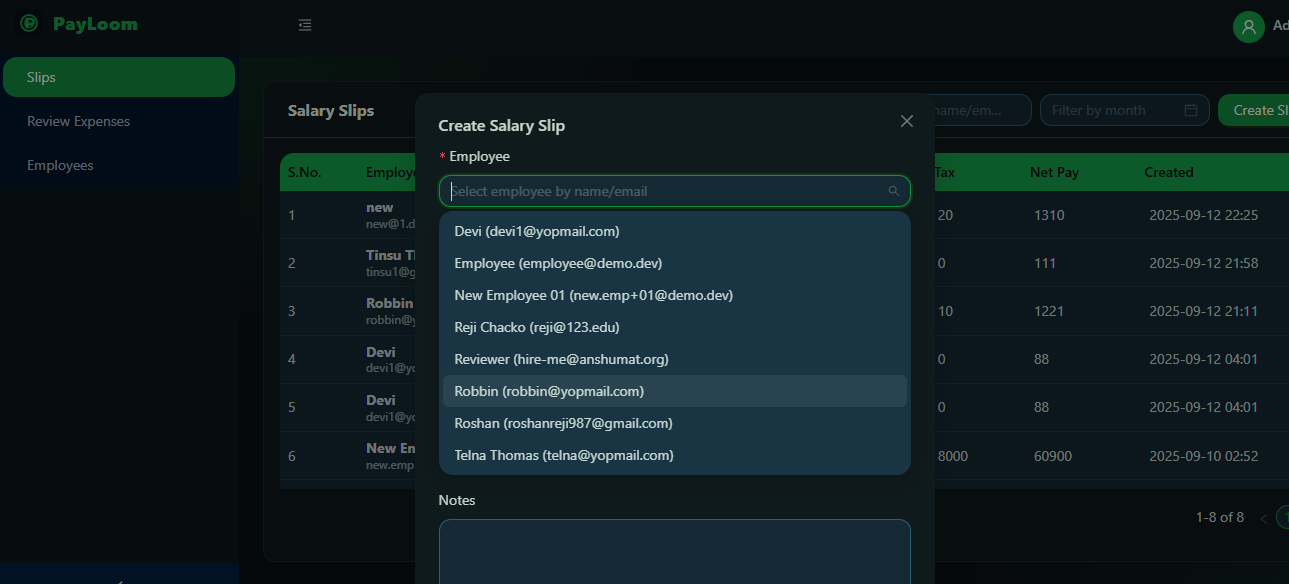 PayLoom
Slips
Review Expenses
Employees
Ad
Salary Slips
name/em...
Filter by month
Create Sl
Create Salary Slip
* Employee
Select employee by name/email
Devi (devi1@yopmail.com)
Employee (employee@demo.dev)
New Employee 01 (new.emp+01@demo.dev)
Reji Chacko (reji@123.edu)
Reviewer (hire-me@anshumat.org)
Robbin (robbin@yopmail.com)
Roshan (roshanreji987@gmail.com)
Telna Thomas (telna@yopmail.com)
Notes
S.No. Employe Tax Net Pay Created
1 new 20 1310 2025-09-12 22:25
new@1.d
2 Tinsu T 0 111 2025-09-12 21:58
tinsu1@g
3 Robbin 10 1221 2025-09-12 21:11
robbin@y
4 Devi 0 88 2025-09-12 04:01
devi1@yo
5 Devi 0 88 2025-09-12 04:01
devi1@yo
6 New Em 8000 60900 2025-09-10 02:52
new.emp
1-8 of 8 < 1